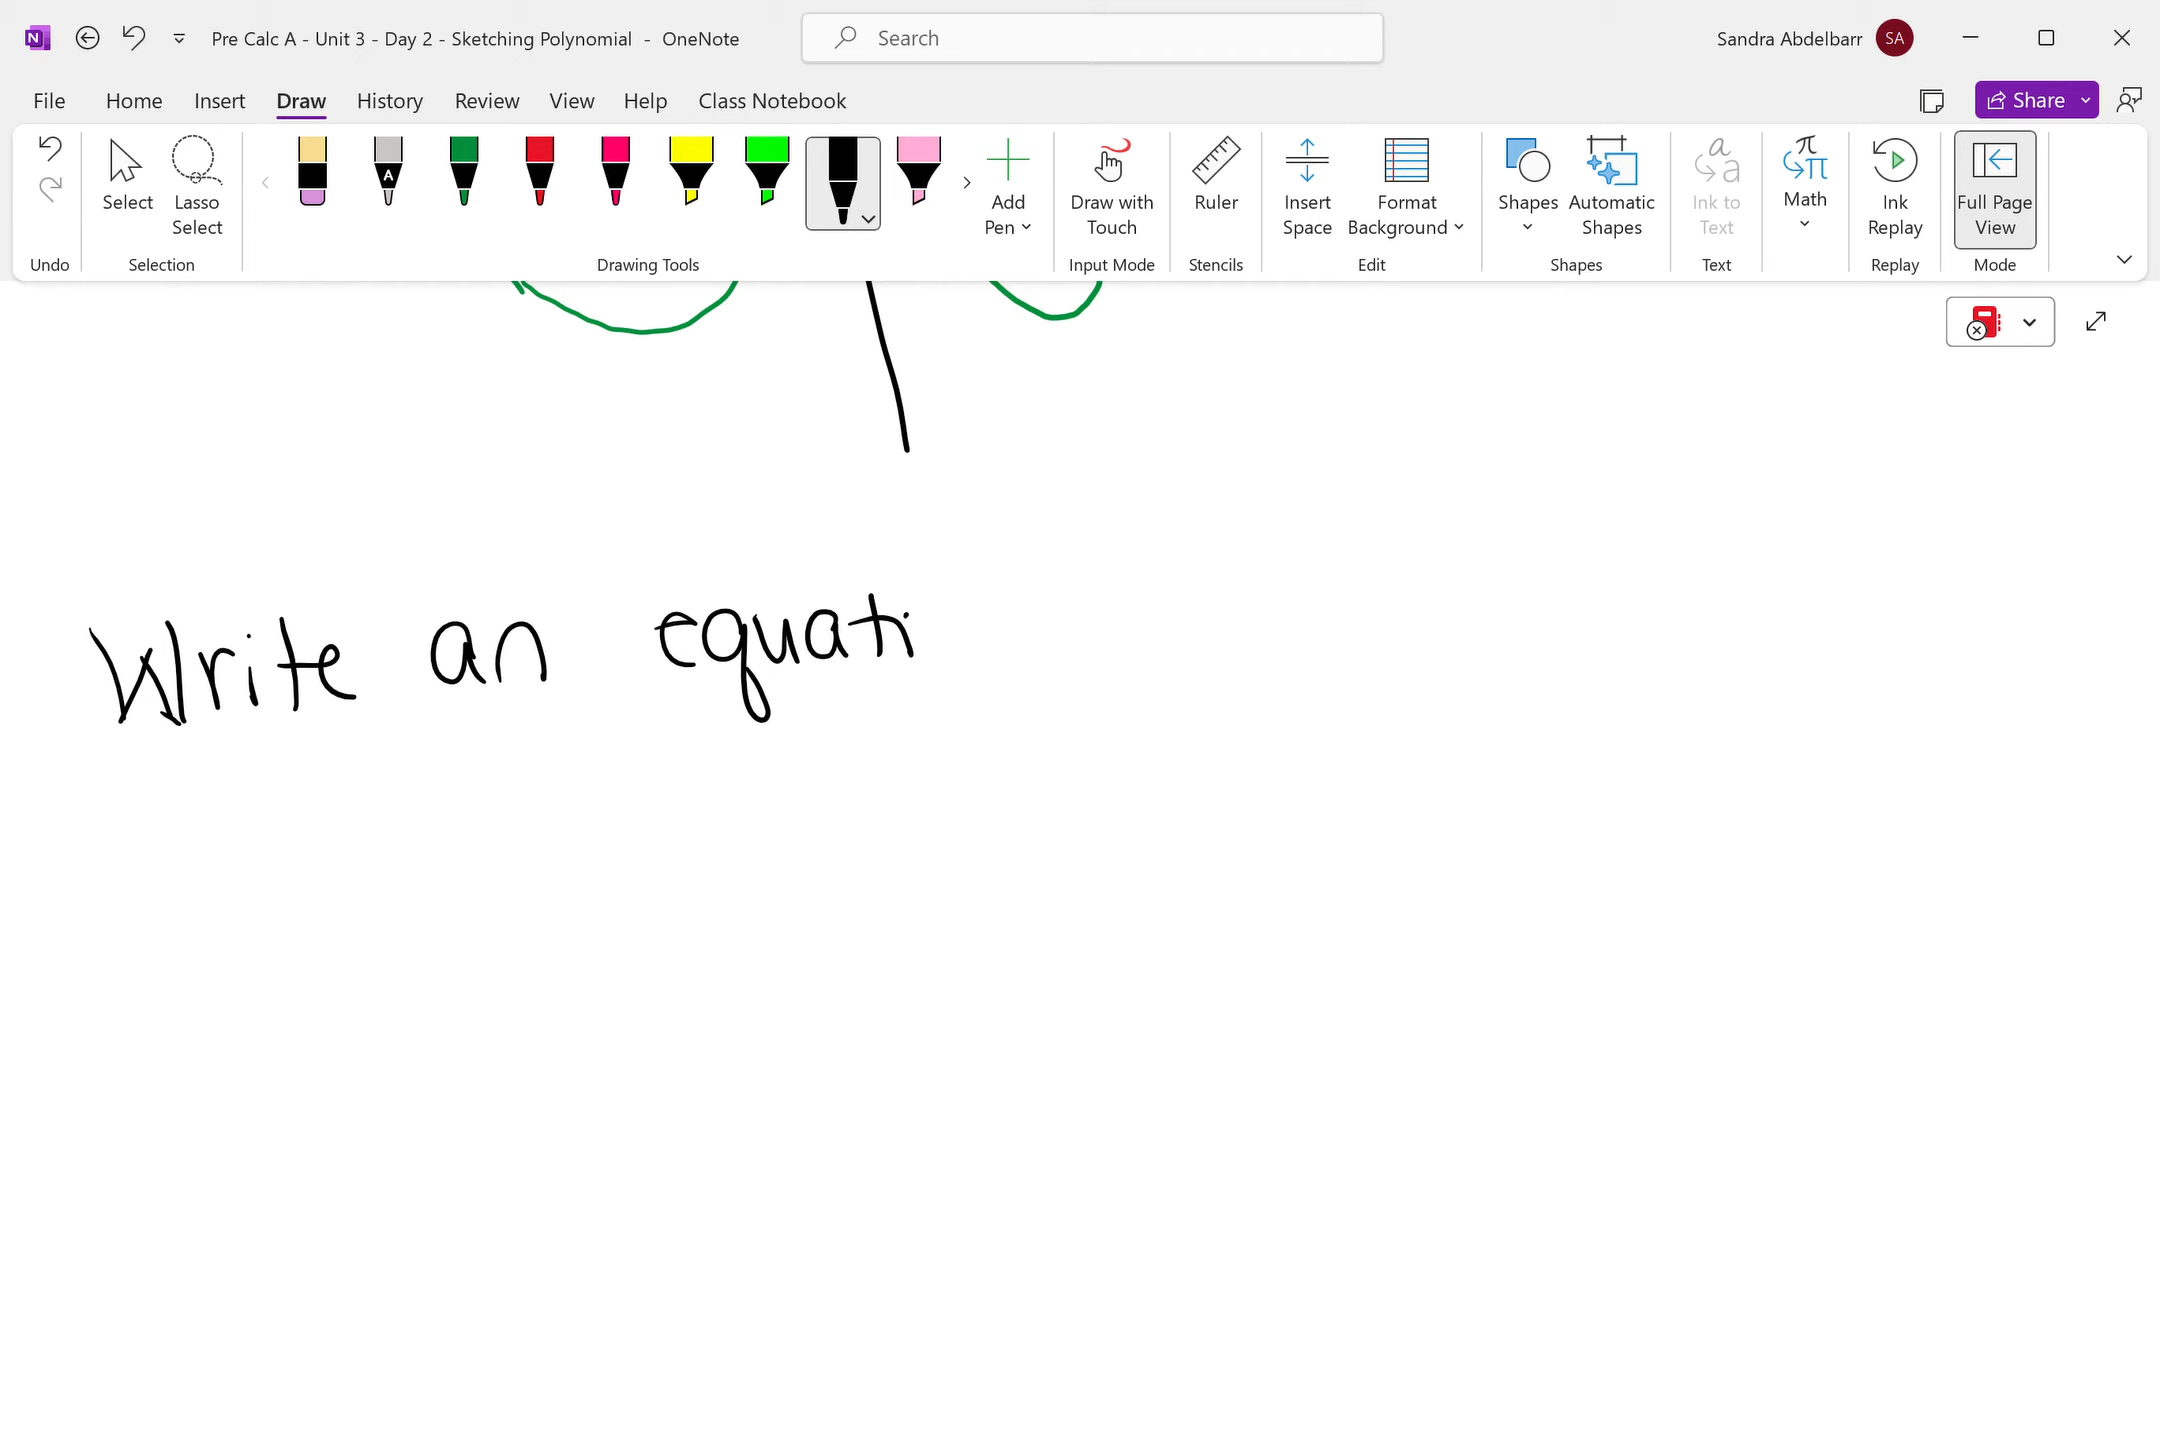 Pre Calc A - Unit 3 - Day 2 - Sketching Polynomial - OneNote
Search
Sandra Abdelbarr SA
File Home Insert Draw History Review View Help Class Notebook
Share
Select
Lasso Select
A
Add Pen
Draw with Touch
Ruler
Insert Space
Format Background
Shapes
Automatic Shapes
Ink to Text
Math
Ink Replay
Full Page View
Undo Selection Drawing Tools Input Mode Stencils Edit Shapes Text Replay Mode
Write an equati